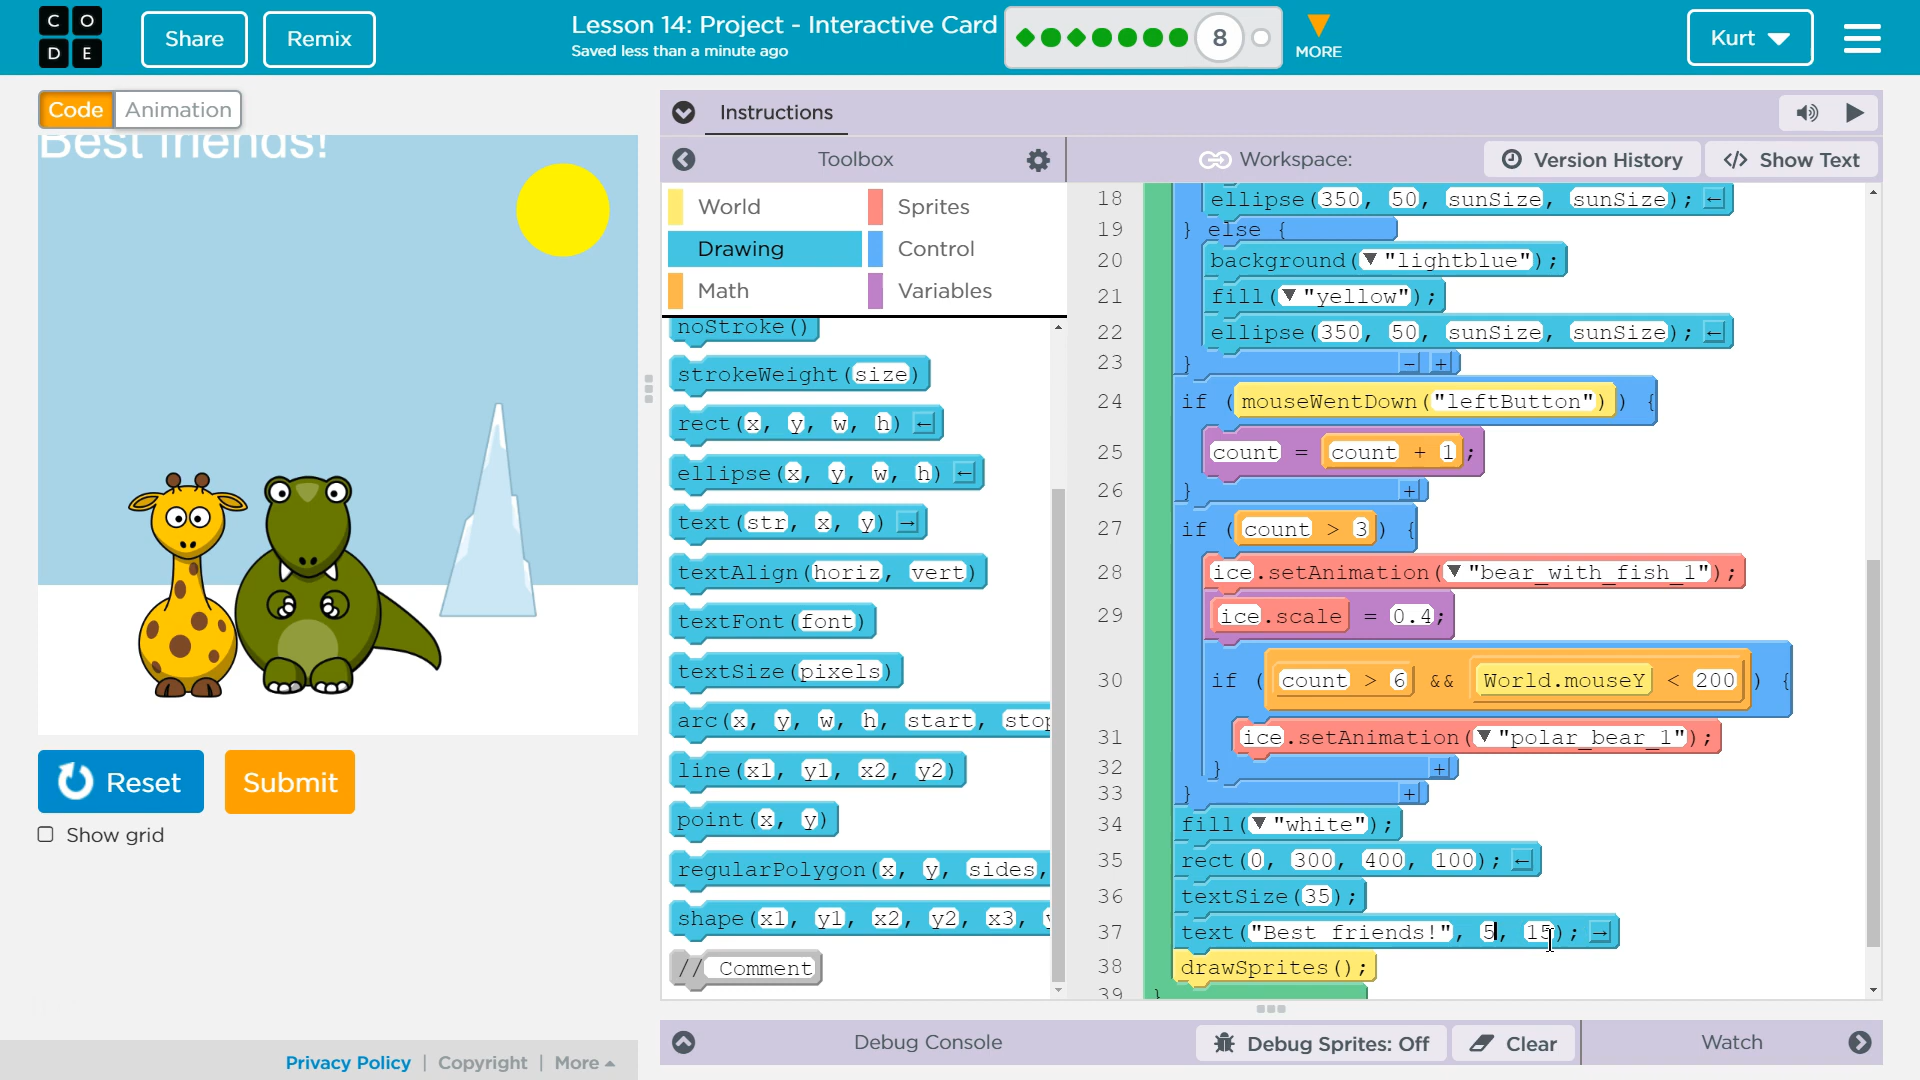 CO
DE
Share
Remix
Lesson 14: Project - Interactive Card
Saved less than a minute ago
8
MORE
Kurt
Code
Animation
Best friends!
Reset
Submit
Show grid
Privacy Policy | Copyright | More
Instructions
Toolbox
Workspace:
Version History
</> Show Text
World
Sprites
Drawing
Control
Math
Variables
noStroke()
strokeWeight(size)
rect(x, y, w, h) ←
ellipse(x, y, w, h) ←
text(str, x, y) →
textAlign(horiz, vert)
textFont(font)
textSize(pixels)
arc(x, y, w, h, start, stop
line(x1, y1, x2, y2)
point(x, y)
regularPolygon(x, y, sides,
shape(x1, y1, x2, y2, x3,
// Comment
18 ellipse(350, 50, sunSize, sunSize); ←
19 } else {
20 background(▼ "lightblue");
21 fill(▼ "yellow");
22 ellipse(350, 50, sunSize, sunSize); ←
23 } - +
24 if (mouseWentDown("leftButton")) {
25 count = count + 1;
26 } +
27 if (count > 3) {
28 ice.setAnimation(▼ "bear_with_fish_1");
29 ice.scale = 0.4;
30 if (count > 6 && World.mouseY < 200) {
31 ice.setAnimation(▼ "polar_bear_1");
32 } +
33 } +
34 fill(▼ "white");
35 rect(0, 300, 400, 100); ←
36 textSize(35);
37 text("Best friends!", 5, 15); →
38 drawSprites();
39 }
Debug Console
Debug Sprites: Off
Clear
Watch